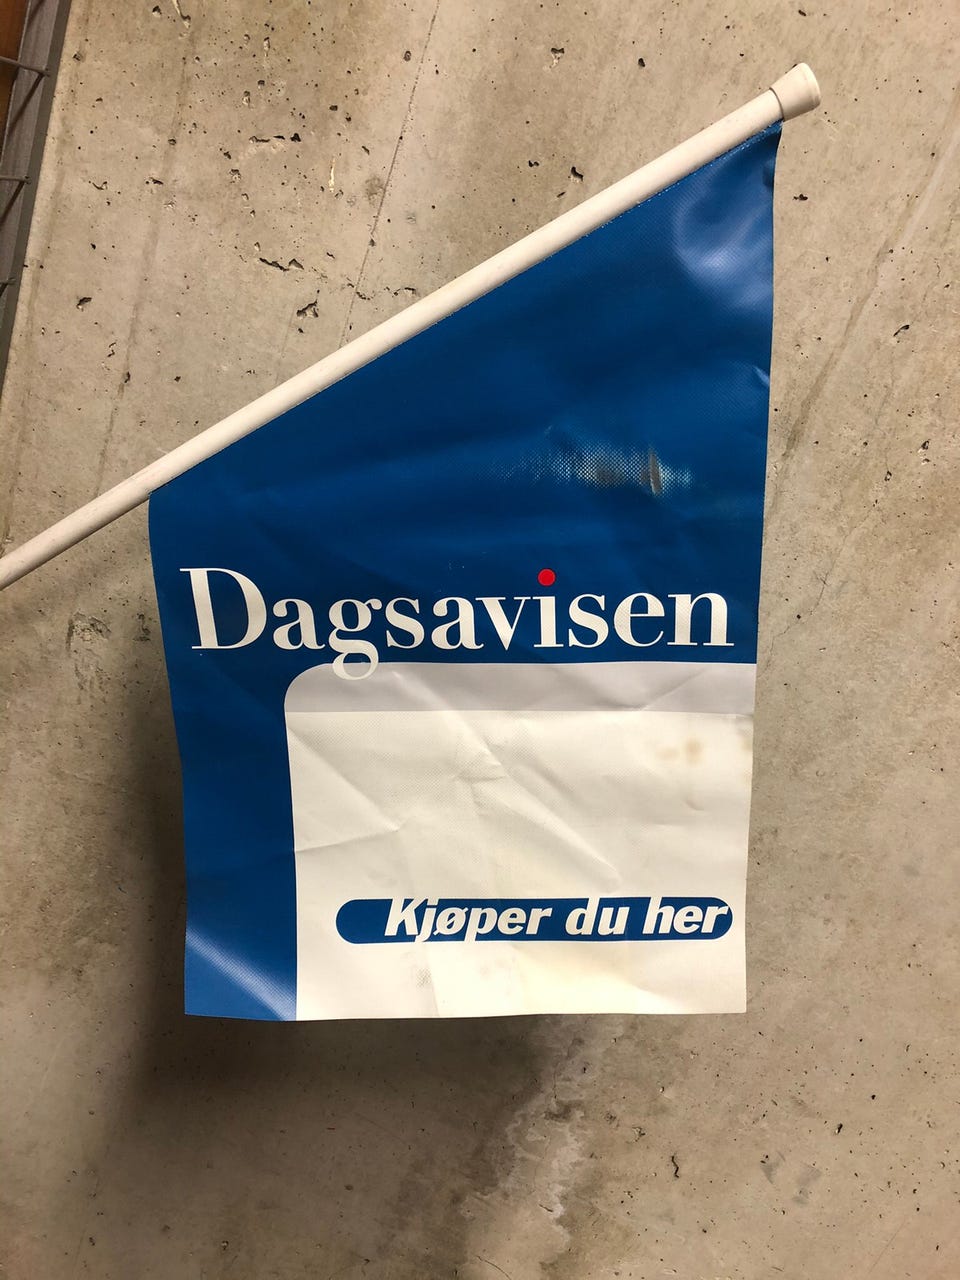 Dagsavisen
Kjøper du her